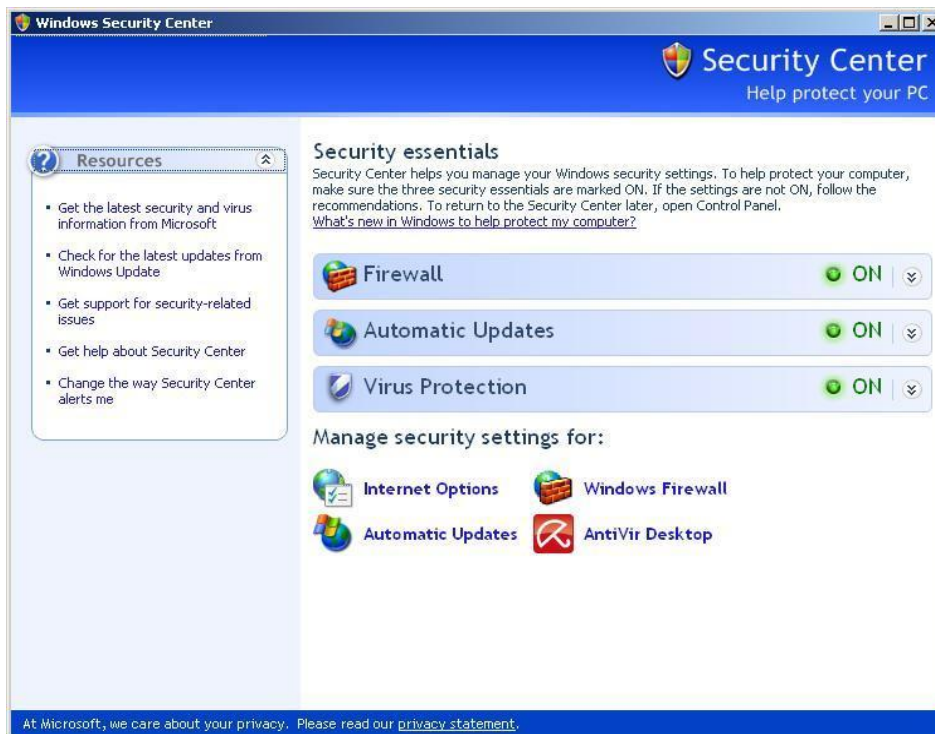 Windows Security Center
Security Center
Help protect your PC
Resources
Get the latest security and virus
information from Microsoft
Check for the latest updates from
Windows Update
Get support for security-related
issues
Get help about Security Center
Change the way Security Center
alerts me
Security essentials
Security Center helps you manage your Windows security settings. To help protect your computer,
make sure the three security essentials are marked ON. If the settings are not ON, follow the
recommendations. To return to the Security Center later, open Control Panel.
What's new in Windows to help protect my computer?
Firewall ON
Automatic Updates ON
Virus Protection ON
Manage security settings for:
Internet Options Windows Firewall
Automatic Updates AntiVir Desktop
At Microsoft, we care about your privacy. Please read our privacy statement.